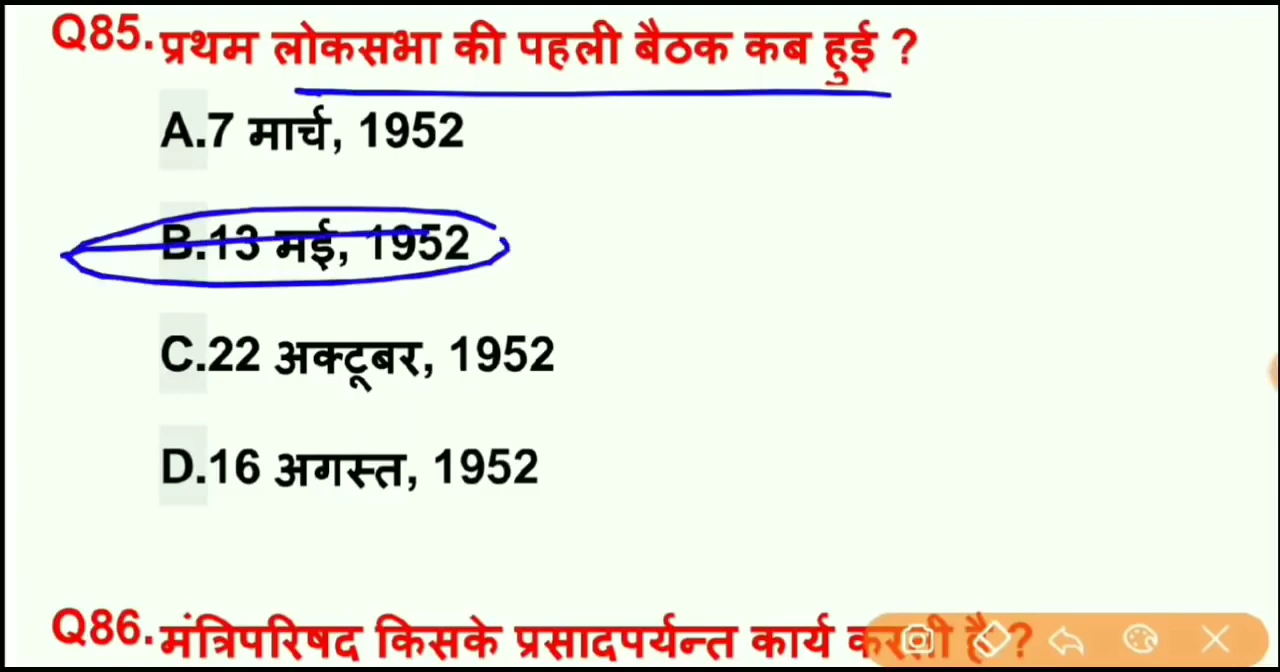 Q85. प्रथम लोकसभा की पहली बैठक कब हुई ?
A.7 मार्च, 1952
B.13 मई, 1952
C.22 अक्टूबर, 1952
D.16 अगस्त, 1952
Q86. मंत्रिपरिषद किसके प्रसादपर्यन्त कार्य करती है ?